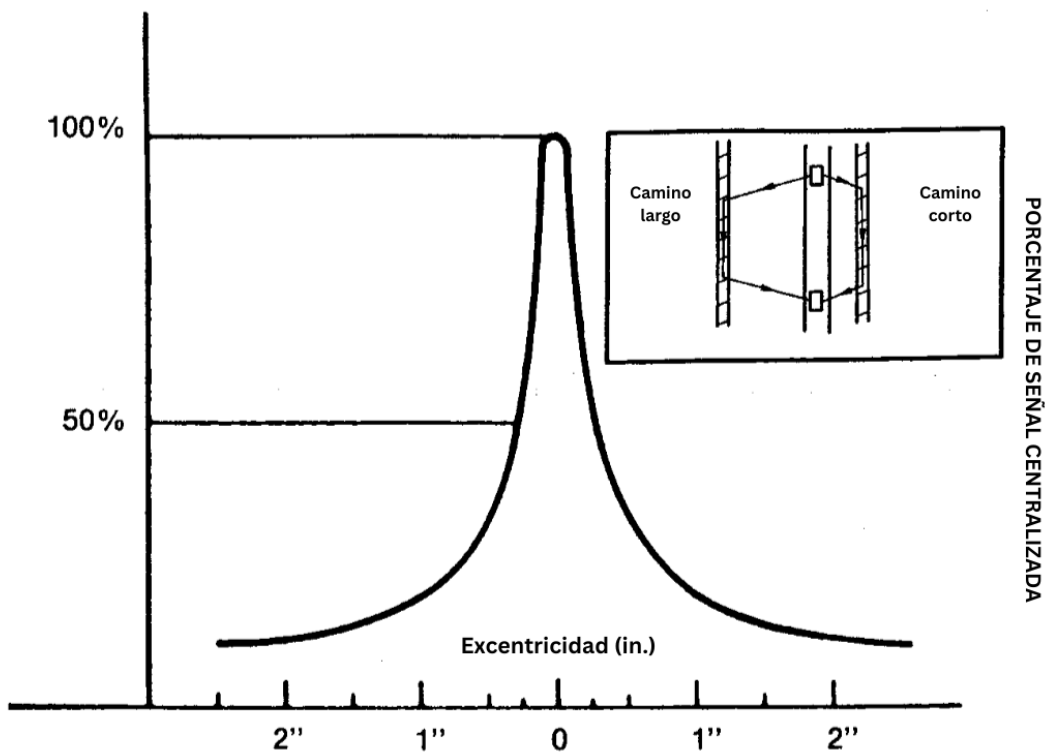 100%
50%
Camino
largo
Camino
corto
PORCENTAJE DE SEÑAL CENTRALIZADA
Excentricidad (in.)
2" 1" 0 1" 2"